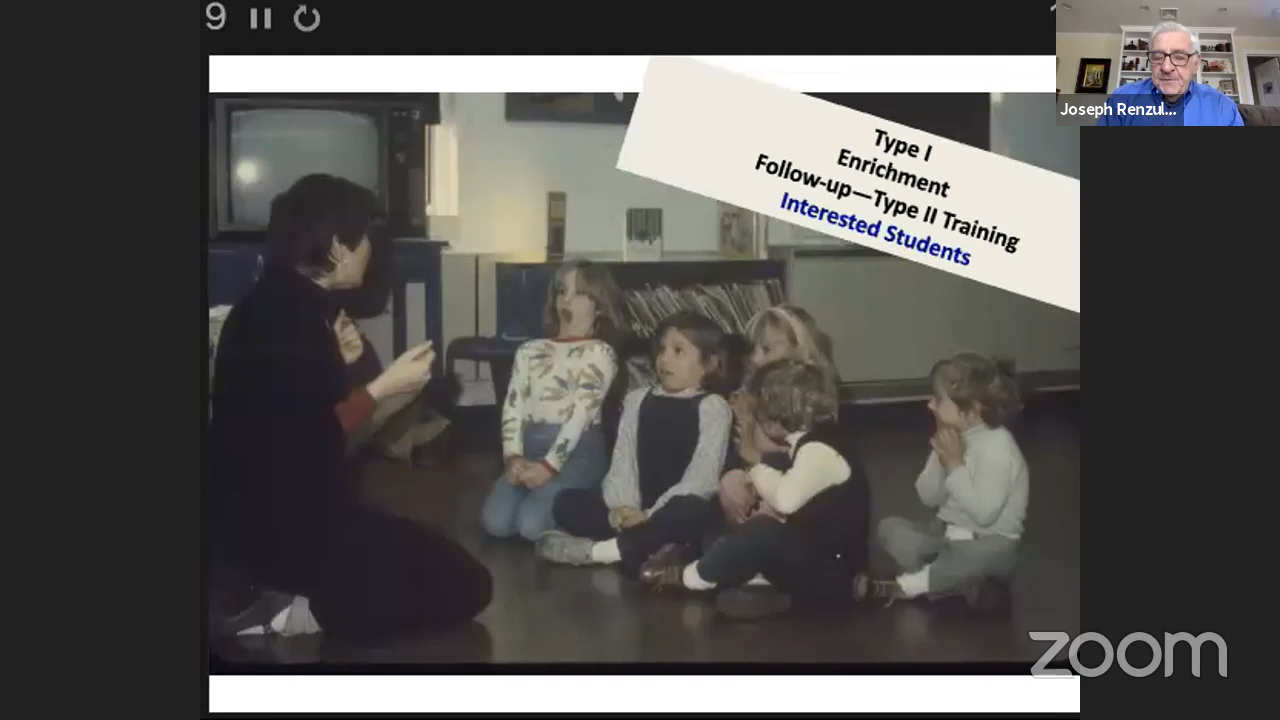 9
Joseph Renzul...
Type I
Enrichment
Follow-up—Type II Training
Interested Students
zoom